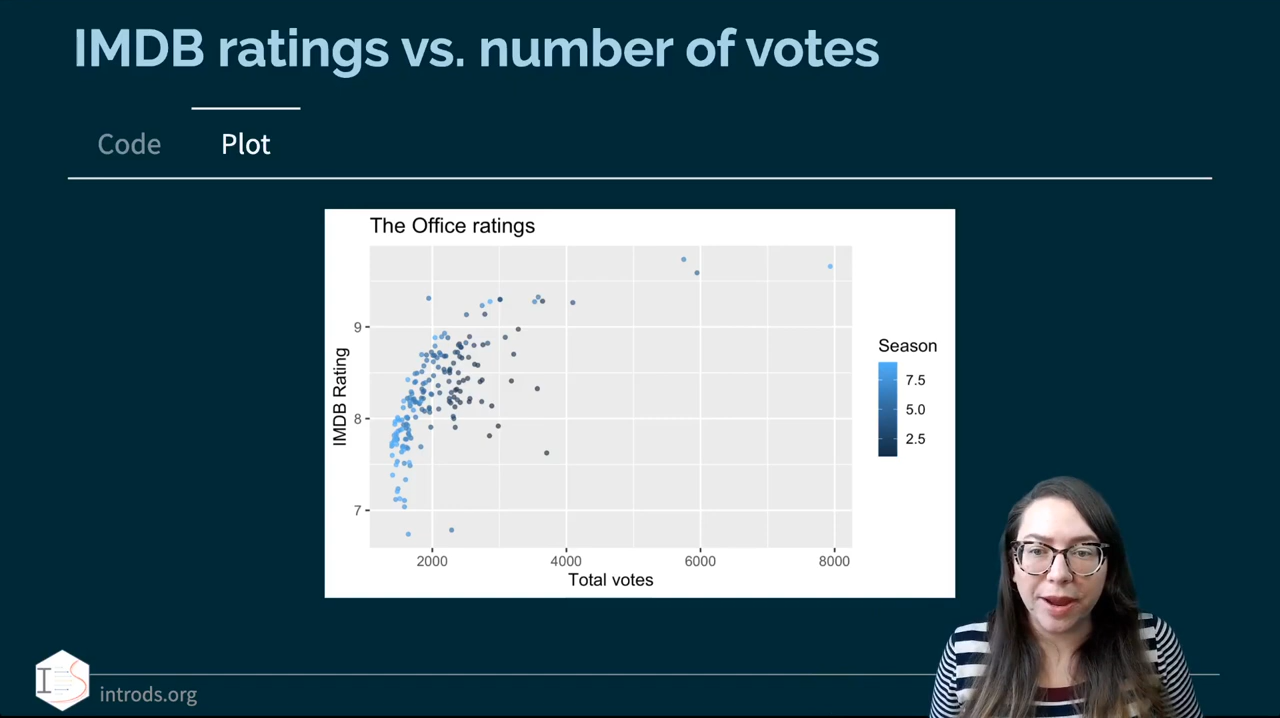 IMDB ratings vs. number of votes
Code
Plot
The Office ratings
IMDB Rating
9
8
7
2000 4000 6000 8000
Total votes
Season
7.5
5.0
2.5
I S
introds.org